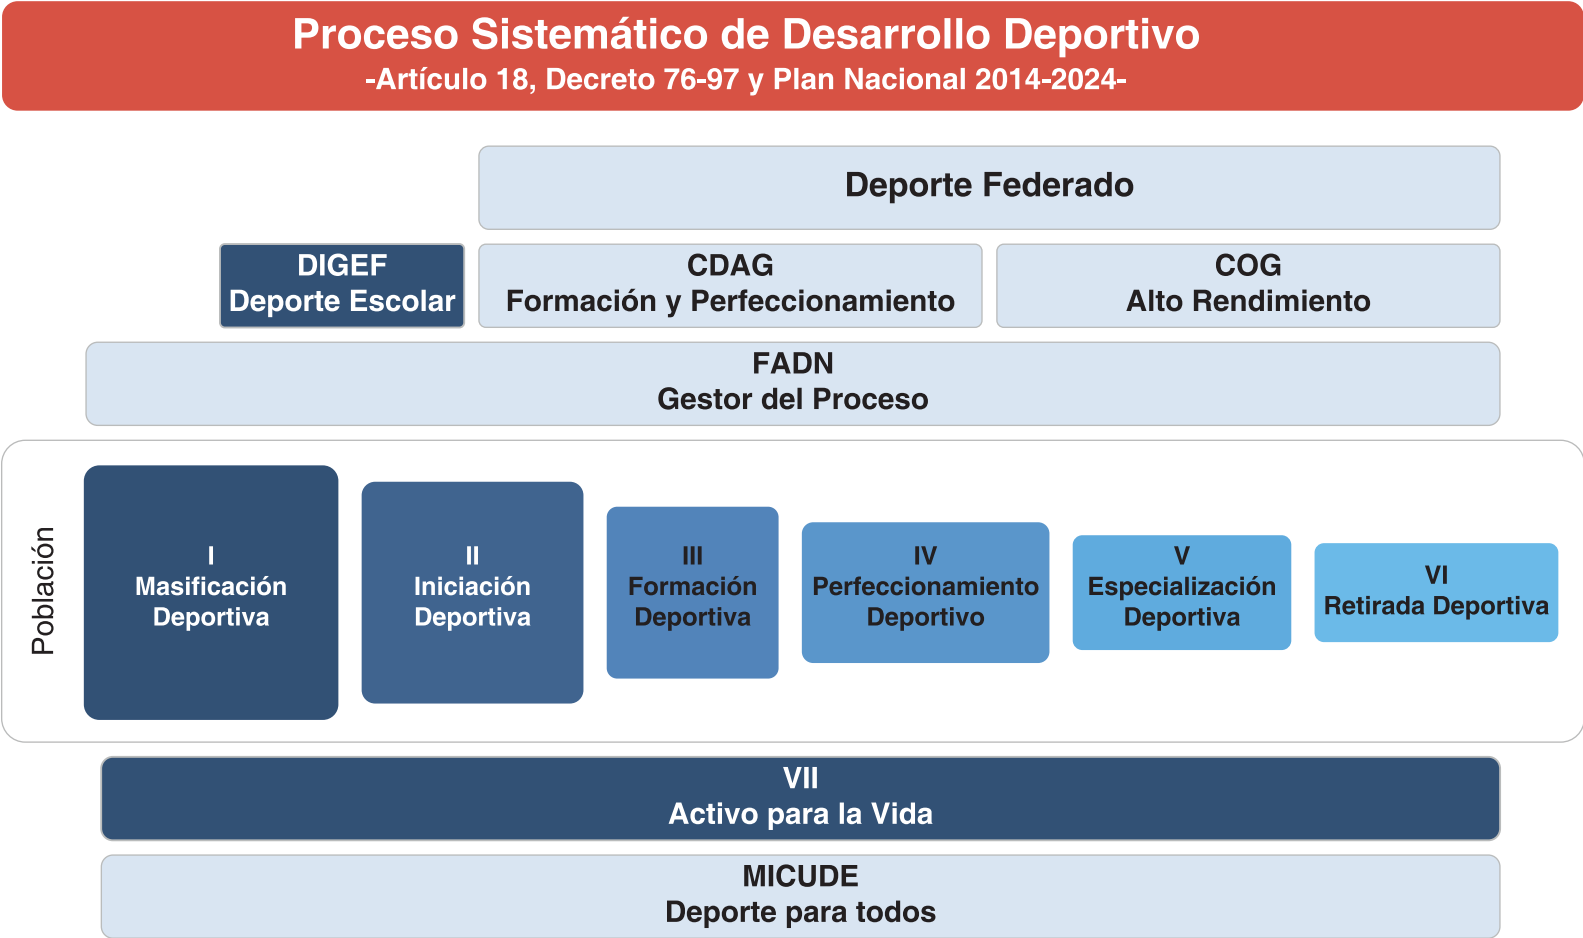 Proceso Sistemático de Desarrollo Deportivo
-Artículo 18, Decreto 76-97 y Plan Nacional 2014-2024-
Deporte Federado
DIGEF
Deporte Escolar
CDAG
Formación y Perfeccionamiento
COG
Alto Rendimiento
FADN
Gestor del Proceso
Población
I
Masificación
Deportiva
II
Iniciación
Deportiva
III
Formación
Deportiva
IV
Perfeccionamiento
Deportivo
V
Especialización
Deportiva
VI
Retirada Deportiva
VII
Activo para la Vida
MICUDE
Deporte para todos